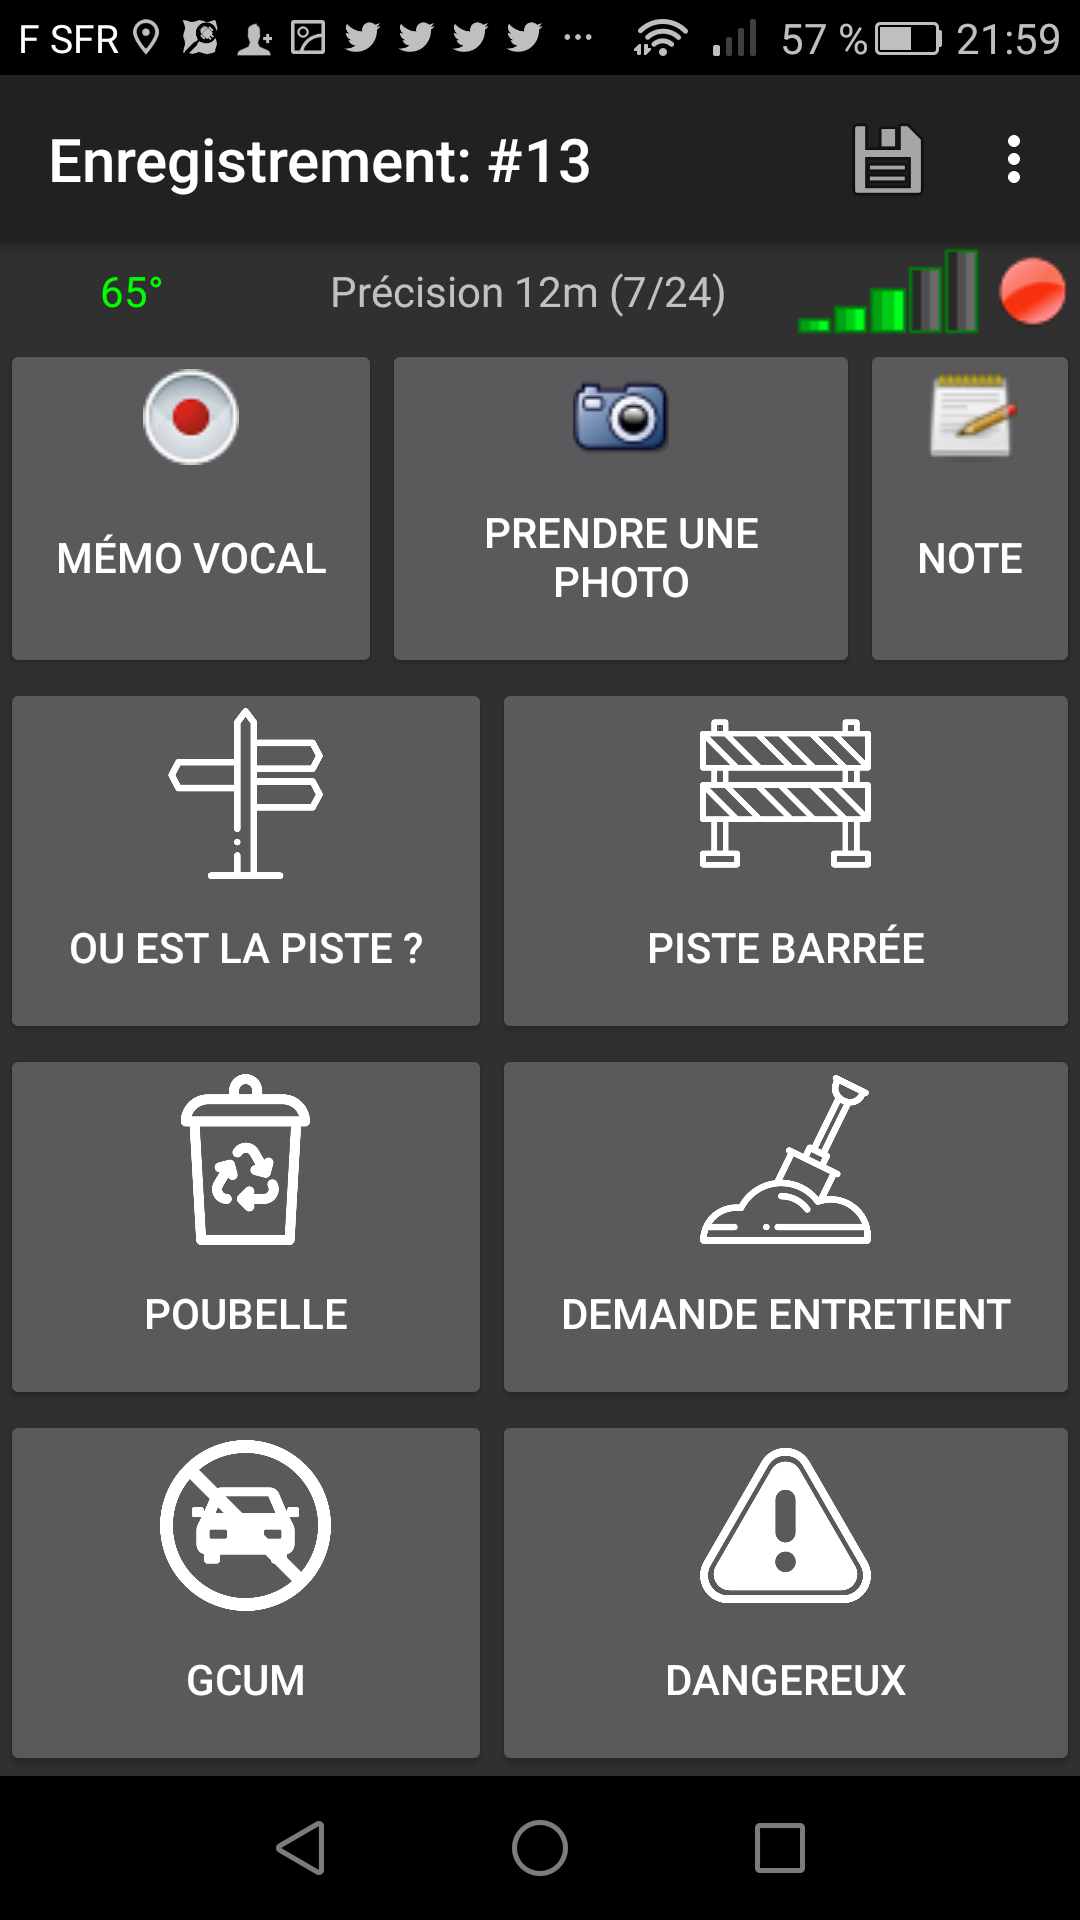 F SFR 57 % 21:59
Enregistrement: #13
65° Précision 12m (7/24)
MÉMO VOCAL
PRENDRE UNE
PHOTO
NOTE
OU EST LA PISTE ?
PISTE BARRÉE
POUBELLE
DEMANDE ENTRETIENT
GCUM
DANGEREUX